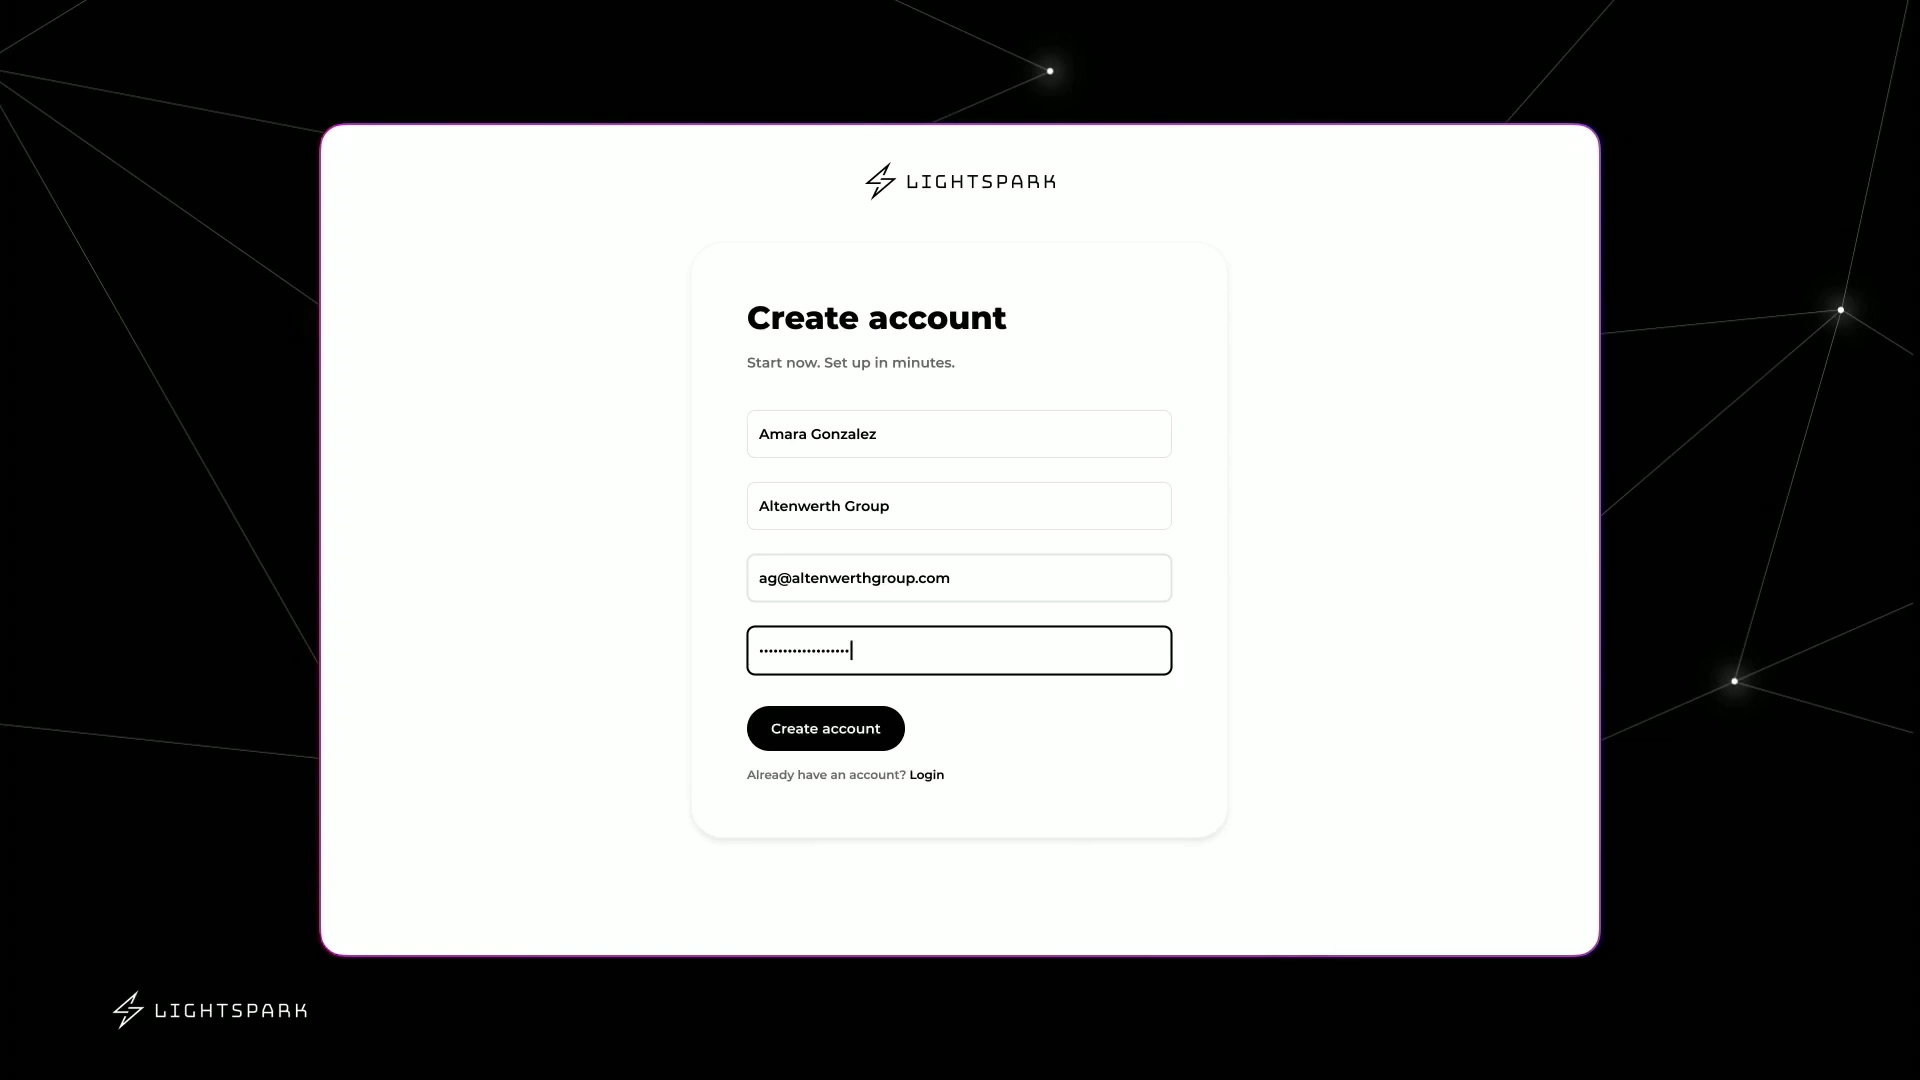 LIGHTSPARK
Create account
Start now. Set up in minutes.
Amara Gonzalez
Altenwerth Group
ag@altenwerthgroup.com
•••••••••••••••••••
Create account
Already have an account? Login
LIGHTSPARK